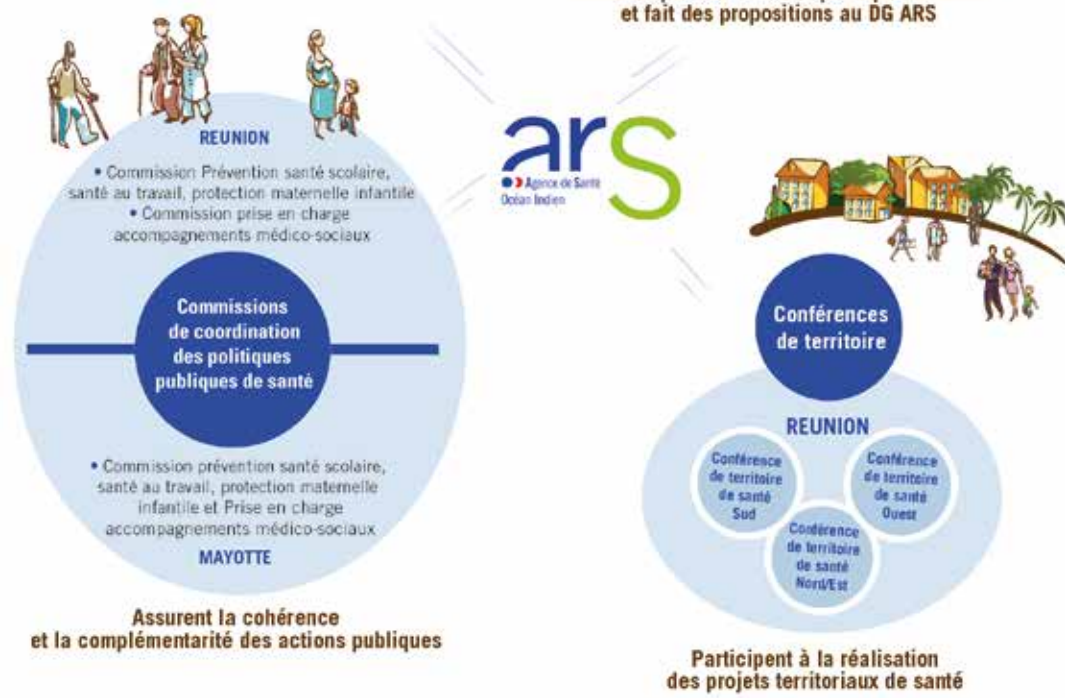 et fait des propositions au DG ARS
REUNION
• Commission Prévention santé scolaire,
santé au travail, protection maternelle infantile
• Commission prise en charge
accompagnements médico-sociaux
Commissions
de coordination
des politiques
publiques de santé
• Commission prévention santé scolaire,
santé au travail, protection maternelle
infantile et Prise en charge
accompagnements médico-sociaux
MAYOTTE
Assurent la cohérence
et la complémentarité des actions publiques
ars
Agence de Santé
Océan Indien
Conférences
de territoire
REUNION
Conférence
de territoire
de santé
Sud
Conférence
de territoire
de santé
Ouest
Conférence
de territoire
de santé
Nord/Est
Participent à la réalisation
des projets territoriaux de santé